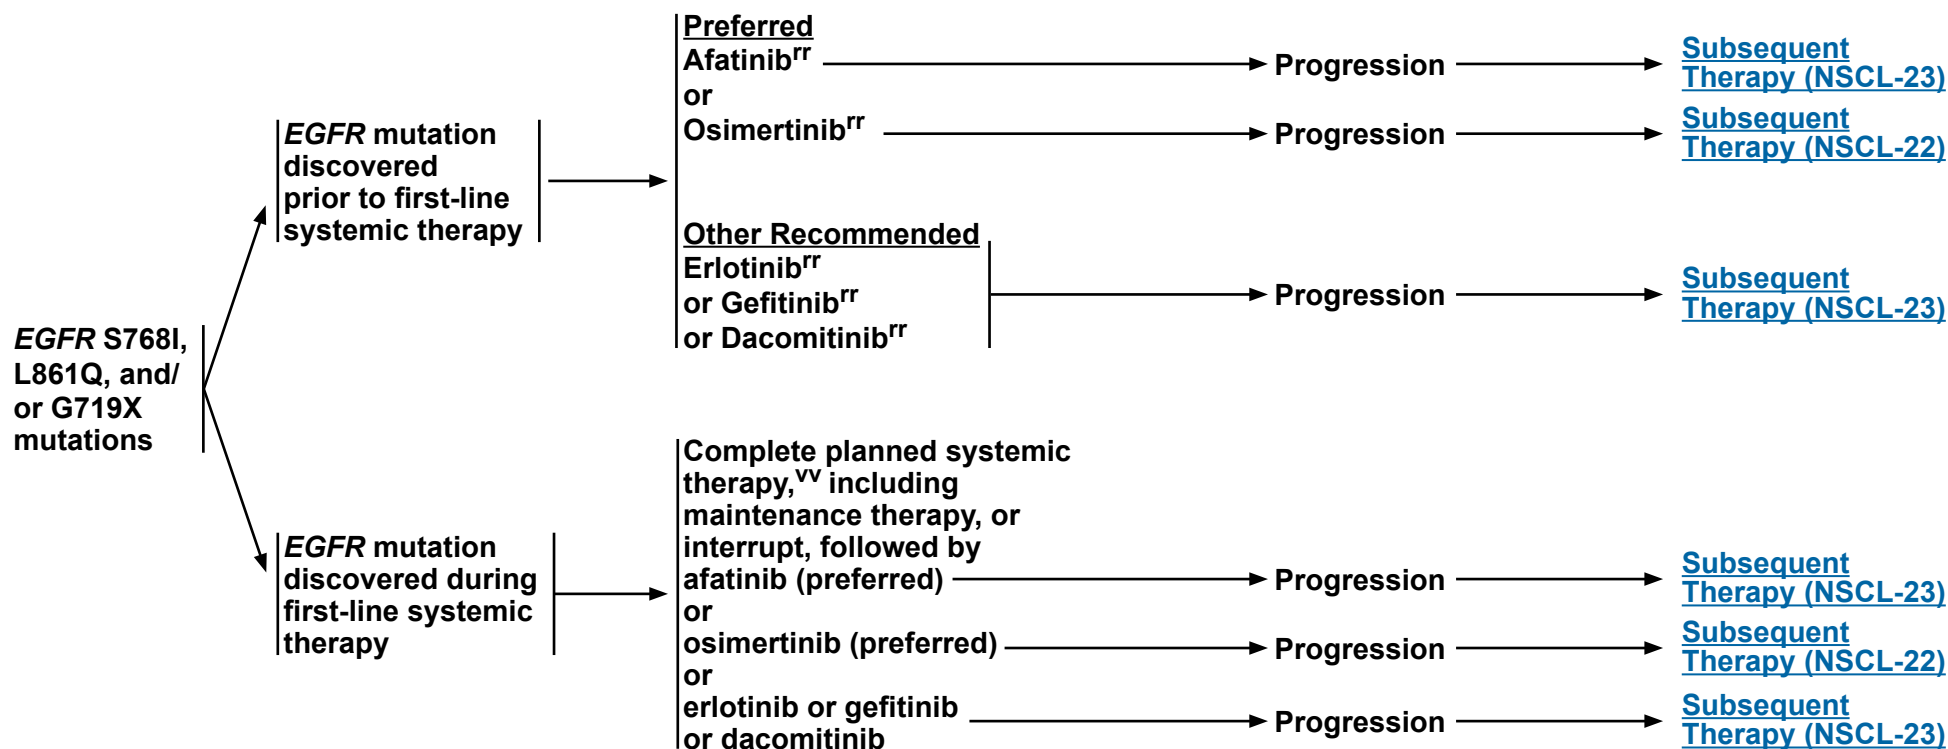 EGFR S768I,
L861Q, and/
or G719X
mutations
EGFR mutation
discovered
prior to first-line
systemic therapy
Preferred
Afatinibrr
or
Osimertinibrr
Progression
Subsequent
Therapy (NSCL-23)
Progression
Subsequent
Therapy (NSCL-22)
Other Recommended
Erlotinibrr
or Gefitinibrr
or Dacomitinibrr
Progression
Subsequent
Therapy (NSCL-23)
EGFR mutation
discovered during
first-line systemic
therapy
Complete planned systemic
therapy,vv including
maintenance therapy, or
interrupt, followed by
afatinib (preferred)
or
osimertinib (preferred)
or
erlotinib or gefitinib
or dacomitinib
Progression
Subsequent
Therapy (NSCL-23)
Progression
Subsequent
Therapy (NSCL-22)
Progression
Subsequent
Therapy (NSCL-23)